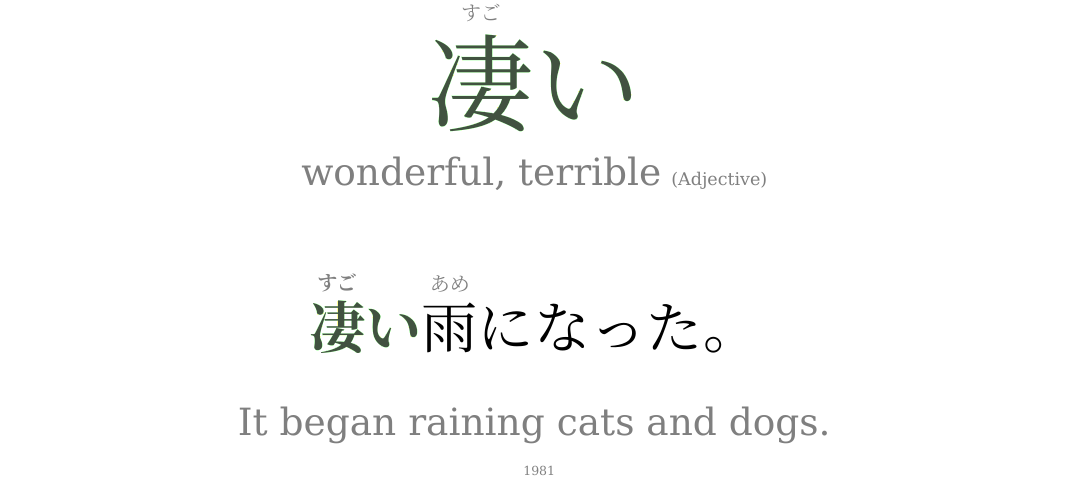 すご
凄い
wonderful, terrible (Adjective)
すご あめ
凄い雨になった。
It began raining cats and dogs.
1981